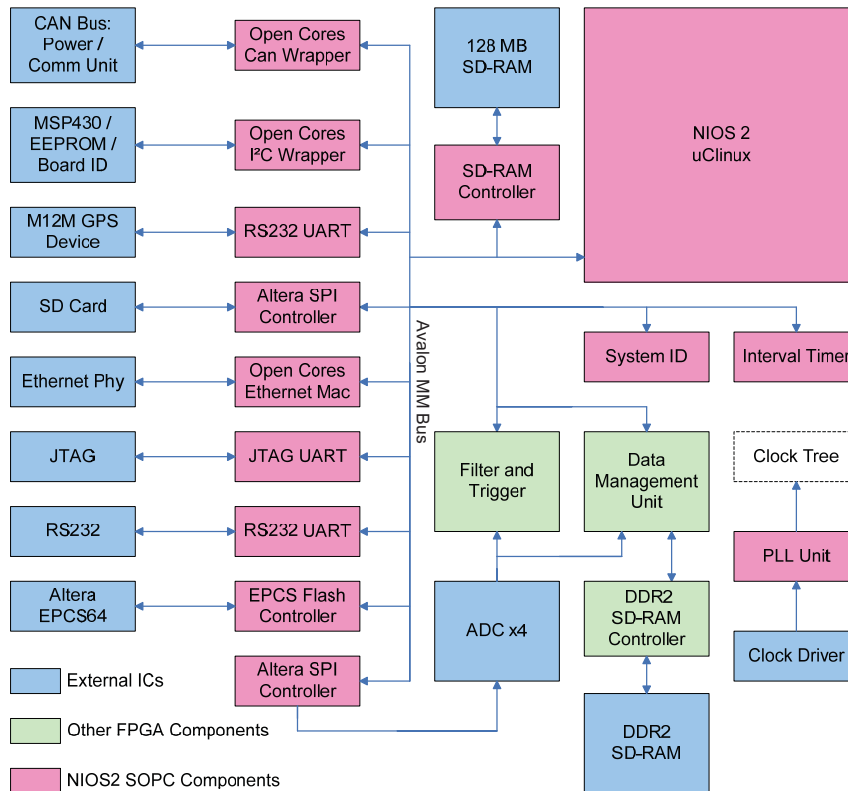 CAN Bus:
Power /
Comm Unit
Open Cores
Can Wrapper
128 MB
SD-RAM
NIOS 2
uClinux
MSP430 /
EEPROM /
Board ID
Open Cores
I²C Wrapper
SD-RAM
Controller
M12M GPS
Device
RS232 UART
SD Card
Altera SPI
Controller
System ID
Interval Timer
Ethernet Phy
Open Cores
Ethernet Mac
Avalon MM Bus
JTAG
JTAG UART
Filter and
Trigger
Data
Management
Unit
Clock Tree
RS232
RS232 UART
PLL Unit
Altera
EPCS64
EPCS Flash
Controller
ADC x4
DDR2
SD-RAM
Controller
Clock Driver
Altera SPI
Controller
DDR2
SD-RAM
External ICs
Other FPGA Components
NIOS2 SOPC Components